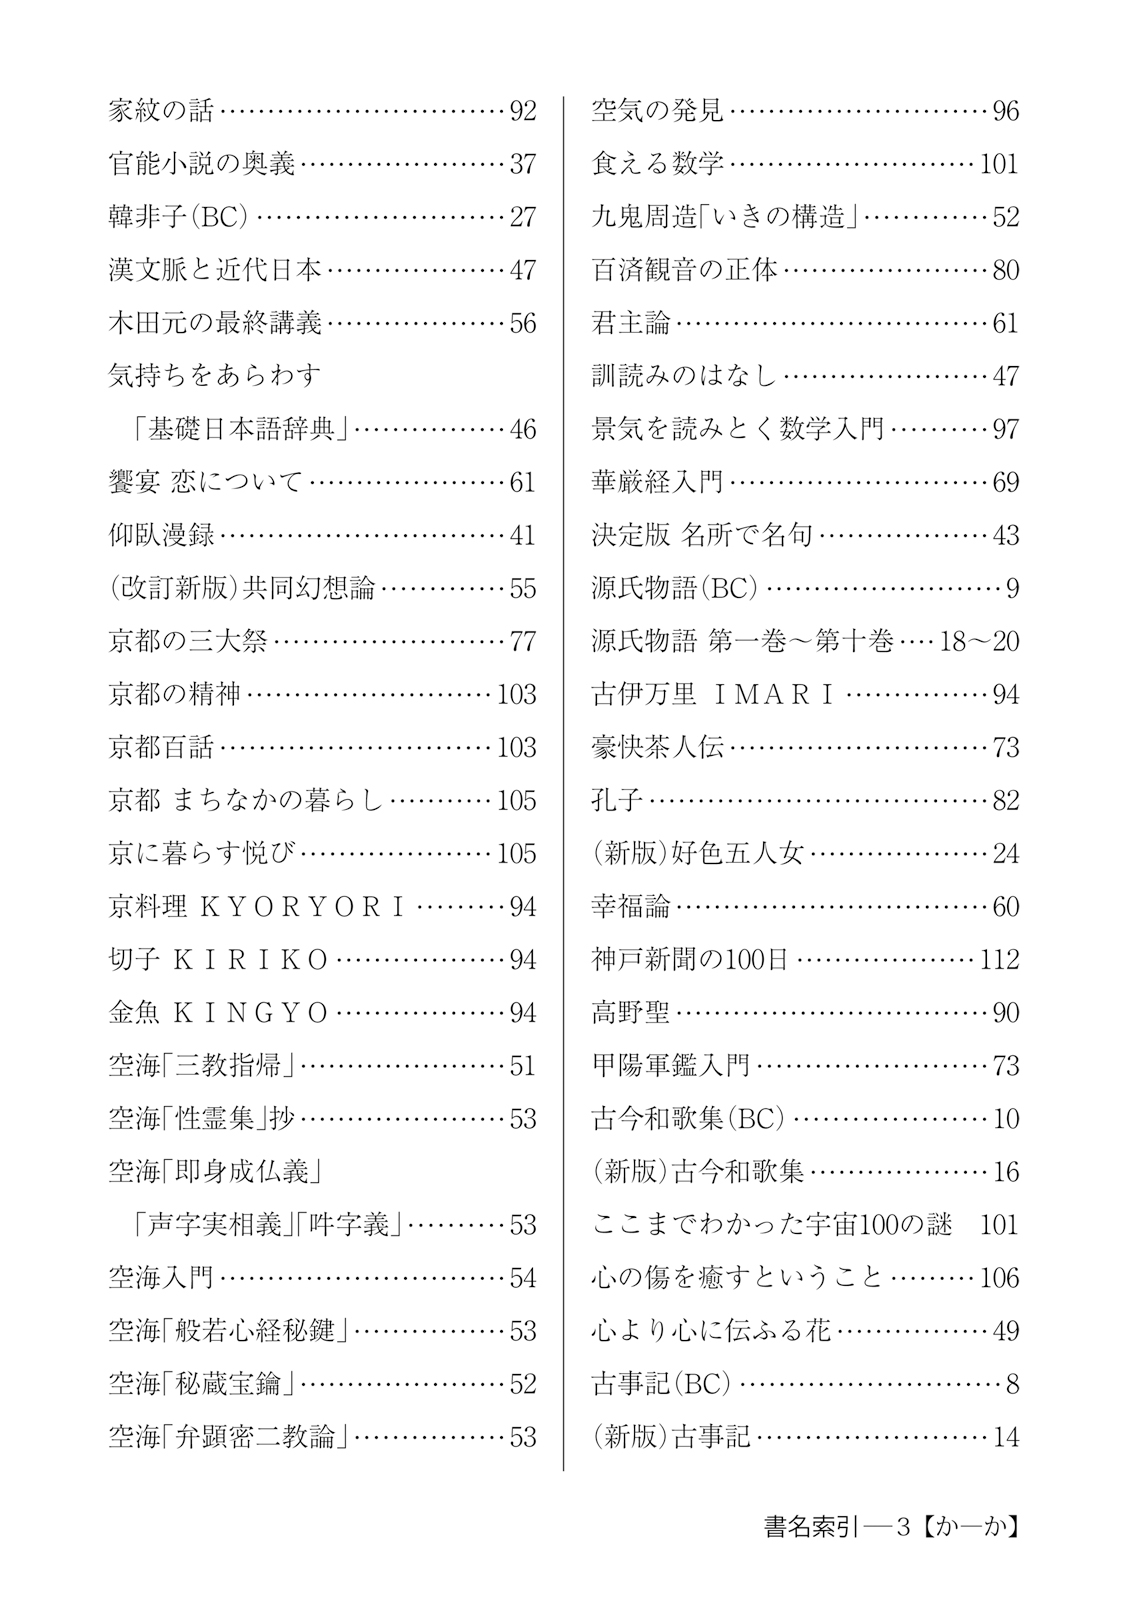 家紋の話……………………………92
官能小説の奥義……………………37
韓非子（BC）………………………27
漢文脈と近代日本…………………47
木田元の最終講義…………………56
気持ちをあらわす
「基礎日本語辞典」………………46
饗宴 恋について……………………61
仰臥漫録……………………………41
（改訂新版）共同幻想論……………55
京都の三大祭………………………77
京都の精神…………………………103
京都百話……………………………103
京都 まちなかの暮らし…………105
京に暮らす悦び……………………105
京料理 ＫＹＯＲＹＯＲＩ………94
切子 ＫＩＲＩＫＯ…………………94
金魚 ＫＩＮＧＹＯ…………………94
空海「三教指帰」……………………51
空海「性霊集」抄……………………53
空海「即身成仏義」
「声字実相義」「吽字義」…………53
空海入門……………………………54
空海「般若心経秘鍵」………………53
空海「秘蔵宝鑰」……………………52
空海「弁顕密二教論」………………53
空気の発見…………………………96
食える数学…………………………101
九鬼周造「いきの構造」……………52
百済観音の正体……………………80
君主論………………………………61
訓読みのはなし……………………47
景気を読みとく数学入門…………97
華厳経入門…………………………69
決定版 名所で名句…………………43
源氏物語（BC）………………………9
源氏物語 第一巻～第十巻……18～20
古伊万里 ＩＭＡＲＩ………………94
豪快茶人伝…………………………73
孔子…………………………………82
（新版）好色五人女…………………24
幸福論………………………………60
神戸新聞の100日…………………112
高野聖………………………………90
甲陽軍鑑入門………………………73
古今和歌集（BC）……………………10
（新版）古今和歌集…………………16
ここまでわかった宇宙100の謎　101
心の傷を癒すということ…………106
心より心に伝ふる花………………49
古事記（BC）…………………………8
（新版）古事記………………………14
書名索引―3【か―か】